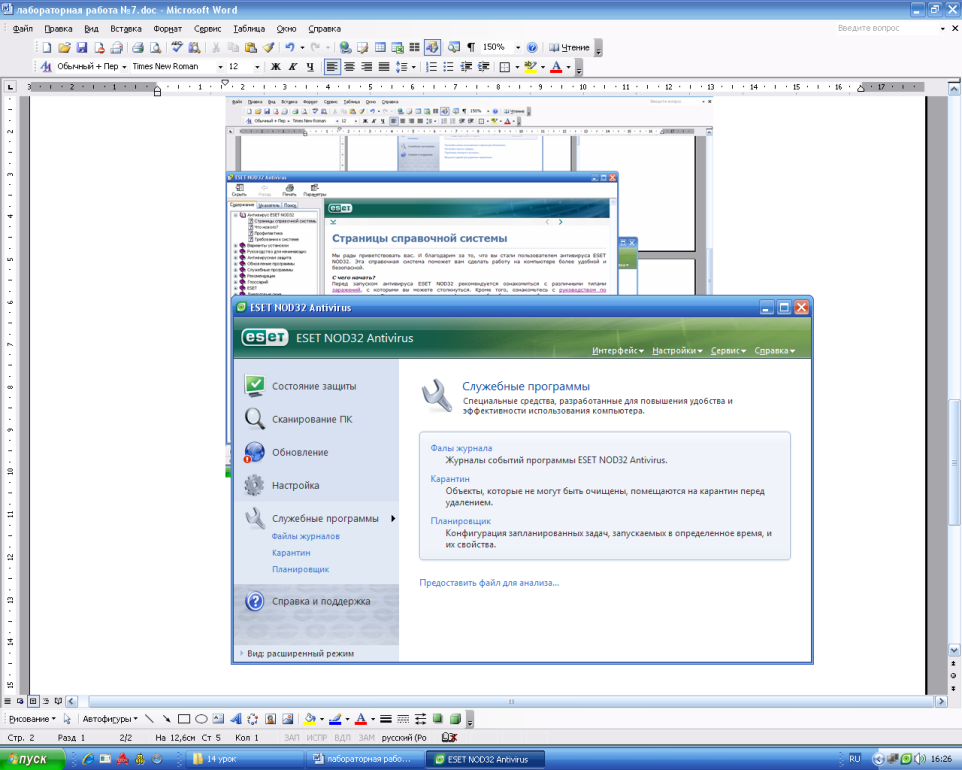 лабораторная работа №7.doc - Microsoft Word
Файл Правка Вид Вставка Формат Сервис Таблица Окно Справка
Введите вопрос
150% Чтение
Обычный + Пер Times New Roman 12 Ж К Ч
Файл Правка Вид Вставка Формат Сервис Таблица Окно Справка
ESET NOD32 Antivirus
Скрыть Назад Печать Параметры
Содержание Указатель Поиск
eset
Антивирус ESET NOD32
Страницы справочной системы
Что нового?
Профилактика
Требования к системе
Варианты установки
Руководство для начинающих
Антивирусная защита
Обновление программы
Служебные программы
Рекомендации
Глоссарий
ESET
Страницы справочной системы
Мы рады приветствовать вас. И благодарим за то, что вы стали пользователем антивируса ESET
NOD32. Эта справочная система поможет вам сделать работу на компьютере более удобной и
безопасной.
С чего начать?
Перед запуском антивируса ESET NOD32 рекомендуется ознакомиться с различными типами
заражений, с которыми вы можете столкнуться. Кроме того, ознакомьтесь с руководством по
ESET NOD32 Antivirus
eset ESET NOD32 Antivirus
Интерфейс Настройки Сервис Справка
Состояние защиты
Сканирование ПК
Обновление
Настройка
Служебные программы
Файлы журналов
Карантин
Планировщик
Справка и поддержка
Вид: расширенный режим
Служебные программы
Специальные средства, разработанные для повышения удобства и
эффективности использования компьютера.
Фалы журнала
Журналы событий программы ESET NOD32 Antivirus.
Карантин
Объекты, которые не могут быть очищены, помещаются на карантин перед
удалением.
Планировщик
Конфигурация запланированных задач, запускаемых в определенное время, и
их свойства.
Предоставить файл для анализа...
Рисование Автофигуры
Стр. 2 Разд 1 2/2 На 12,6см Ст 5 Кол 1 ЗАП ИСПР ВДЛ ЗАМ русский (Ро
пуск 14 урок лабораторная рабо... ESET NOD32 Antivirus RU 16:26